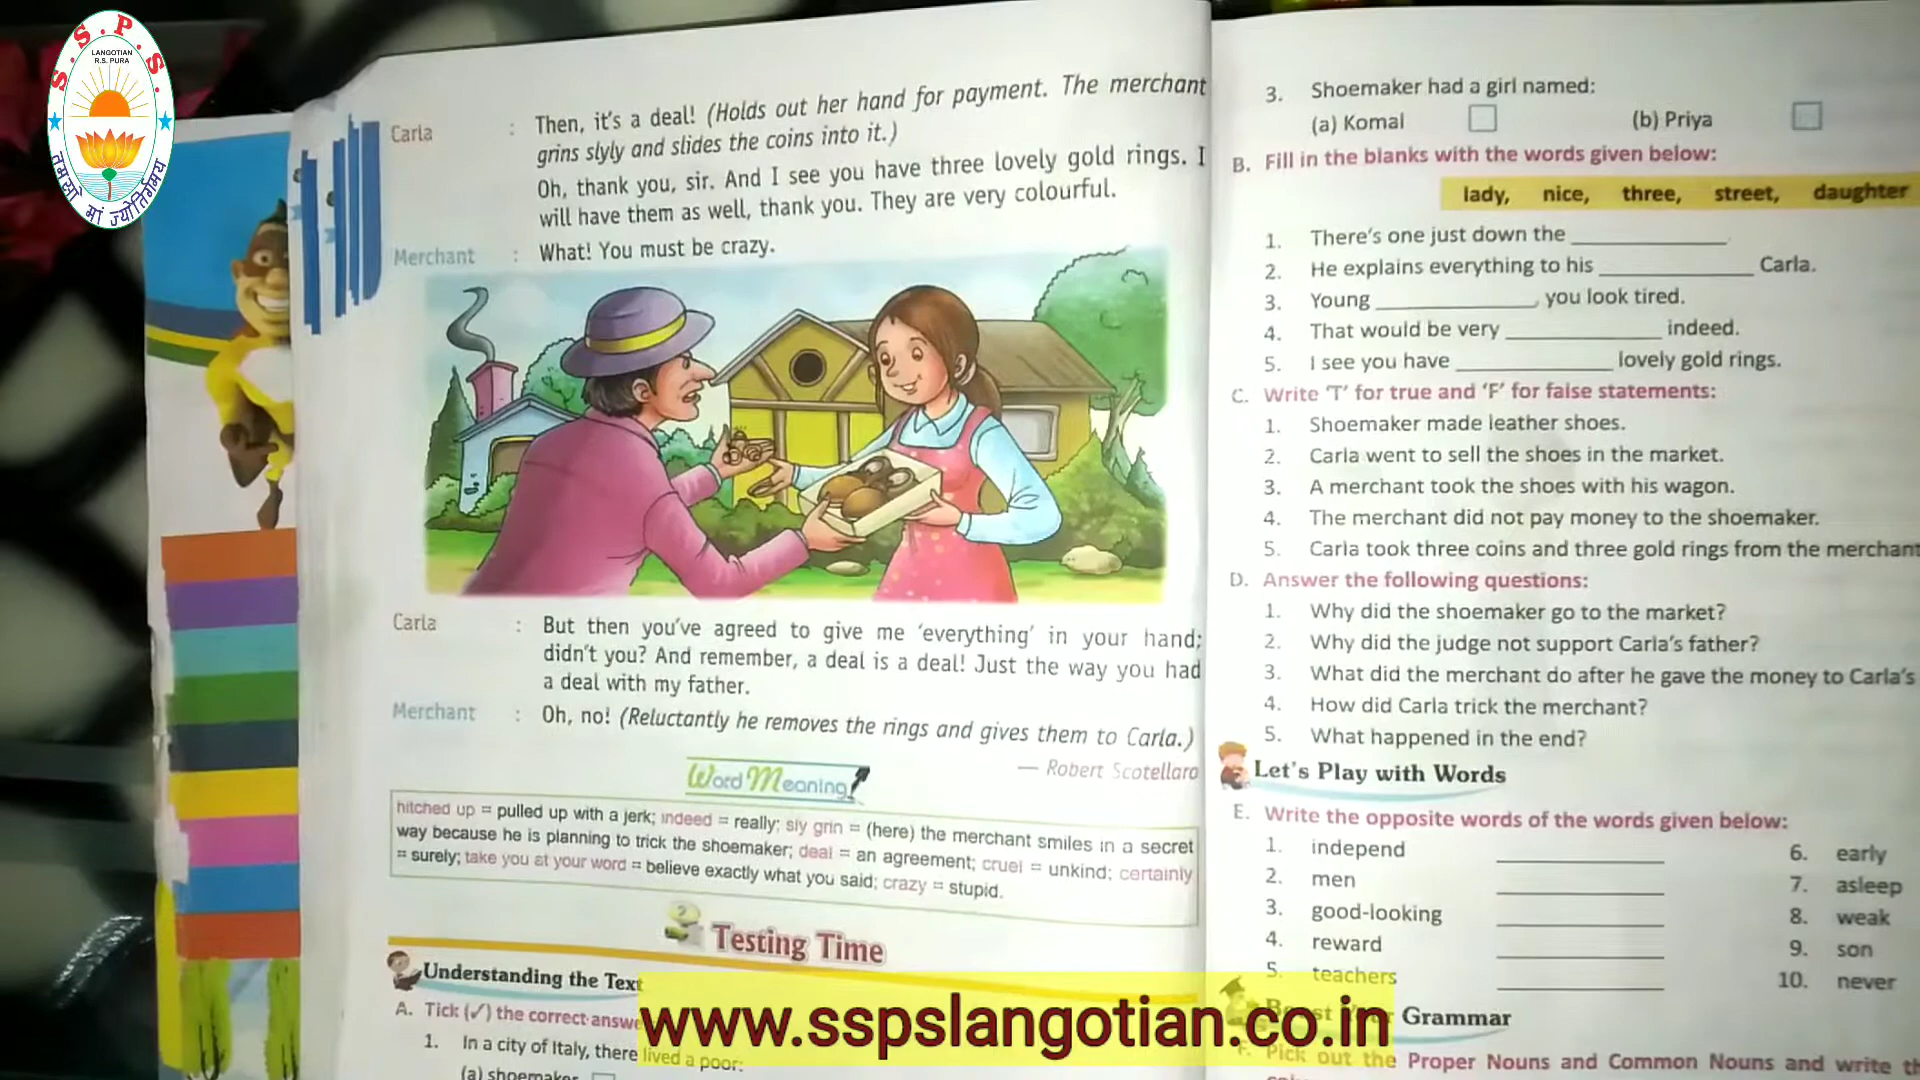 S.S.P.S.
LANGOTIAN
R.S. PURA
तमसो मां ज्योतिर्गमय
Carla : Then, it's a deal! (Holds out her hand for payment. The merchant
grins slyly and slides the coins into it.)
Oh, thank you, sir. And I see you have three lovely gold rings. I
will have them as well, thank you. They are very colourful.
Merchant : What! You must be crazy.
Carla : But then you've agreed to give me 'everything' in your hand;
didn't you? And remember, a deal is a deal! Just the way you had
a deal with my father.
Merchant : Oh, no! (Reluctantly he removes the rings and gives them to Carla.)
— Robert Scotellaro
Word Meaning
hitched up = pulled up with a jerk; indeed = really; sly grin = (here) the merchant smiles in a secret
way because he is planning to trick the shoemaker; deal = an agreement; cruel = unkind; certainly
= surely; take you at your word = believe exactly what you said; crazy = stupid.
Testing Time
Understanding the Text
A. Tick (✓) the correct answe
1. In a city of Italy, there lived a poor:
(a) shoemaker
3. Shoemaker had a girl named:
(a) Komal (b) Priya
B. Fill in the blanks with the words given below:
lady, nice, three, street, daughter
1. There's one just down the ____________.
2. He explains everything to his ____________ Carla.
3. Young ____________, you look tired.
4. That would be very ____________ indeed.
5. I see you have ____________ lovely gold rings.
C. Write 'T' for true and 'F' for false statements:
1. Shoemaker made leather shoes.
2. Carla went to sell the shoes in the market.
3. A merchant took the shoes with his wagon.
4. The merchant did not pay money to the shoemaker.
5. Carla took three coins and three gold rings from the merchant
D. Answer the following questions:
1. Why did the shoemaker go to the market?
2. Why did the judge not support Carla's father?
3. What did the merchant do after he gave the money to Carla's
4. How did Carla trick the merchant?
5. What happened in the end?
Let's Play with Words
E. Write the opposite words of the words given below:
1. independ ____________ 6. early
2. men ____________ 7. asleep
3. good-looking ____________ 8. weak
4. reward ____________ 9. son
5. teachers ____________ 10. never
Grammar
F. Pick out the Proper Nouns and Common Nouns and write th
www.sspslangotian.co.in